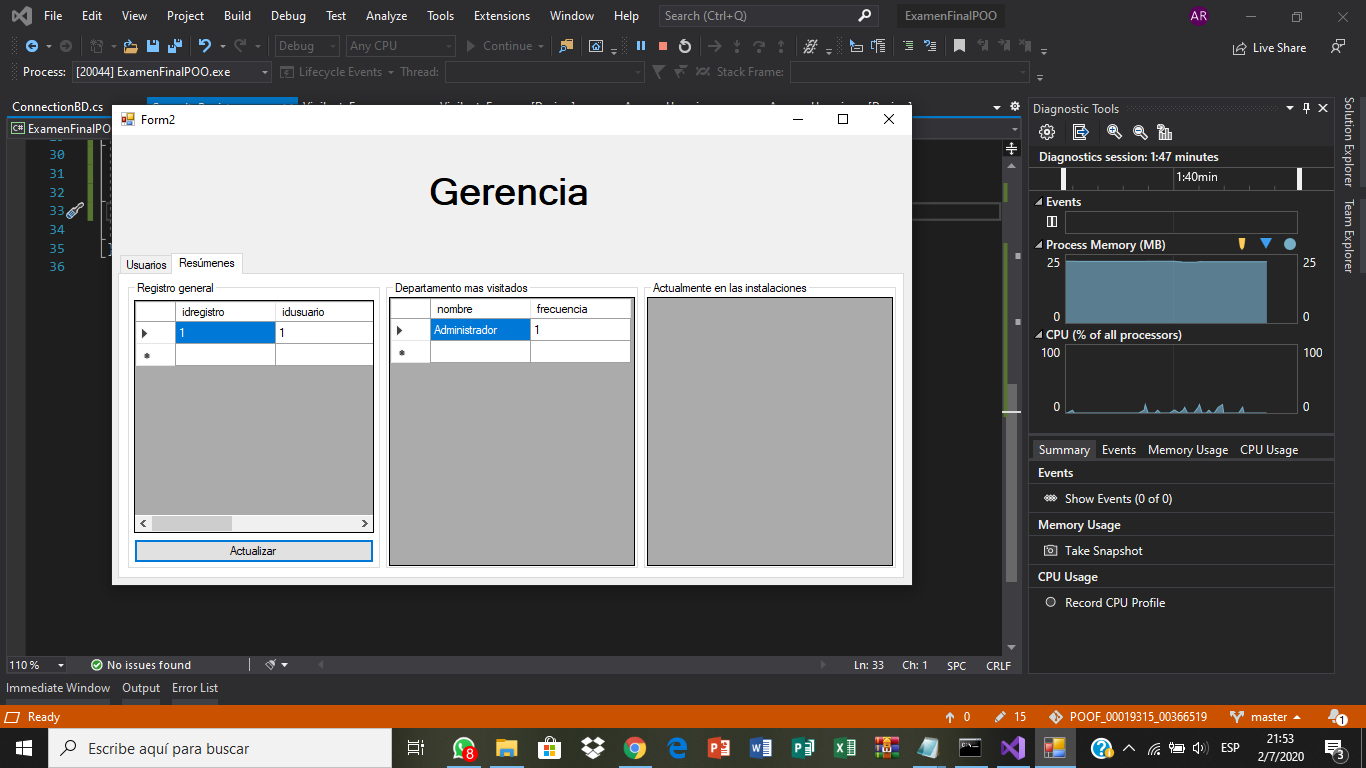 File Edit View Project Build Debug Test Analyze Tools Extensions Window Help Search (Ctrl+Q) ExamenFinalPOO AR
Debug Any CPU Continue Live Share
Process: [20044] ExamenFinalPOO.exe Lifecycle Events Thread: Stack Frame:
ConnectionBD.cs
C# ExamenFinalPO
Form2
Gerencia
Usuarios Resúmenes
Registro general
idregistro idusuario
1 1
Actualizar
Departamento mas visitados
nombre frecuencia
Administrador 1
Actualmente en las instalaciones
30
31
32
33
34
35
36
110 % No issues found Ln: 33 Ch: 1 SPC CRLF
Diagnostic Tools
Diagnostics session: 1:47 minutes
1:40min
Events
Process Memory (MB)
25 25
0 0
CPU (% of all processors)
100 100
0 0
Summary Events Memory Usage CPU Usage
Events
Show Events (0 of 0)
Memory Usage
Take Snapshot
CPU Usage
Record CPU Profile
Solution Explorer
Team Explorer
Immediate Window Output Error List
Ready 0 15 POOF_00019315_00366519 master 1
Escribe aquí para buscar 8 ESP 21:53
2/7/2020 3